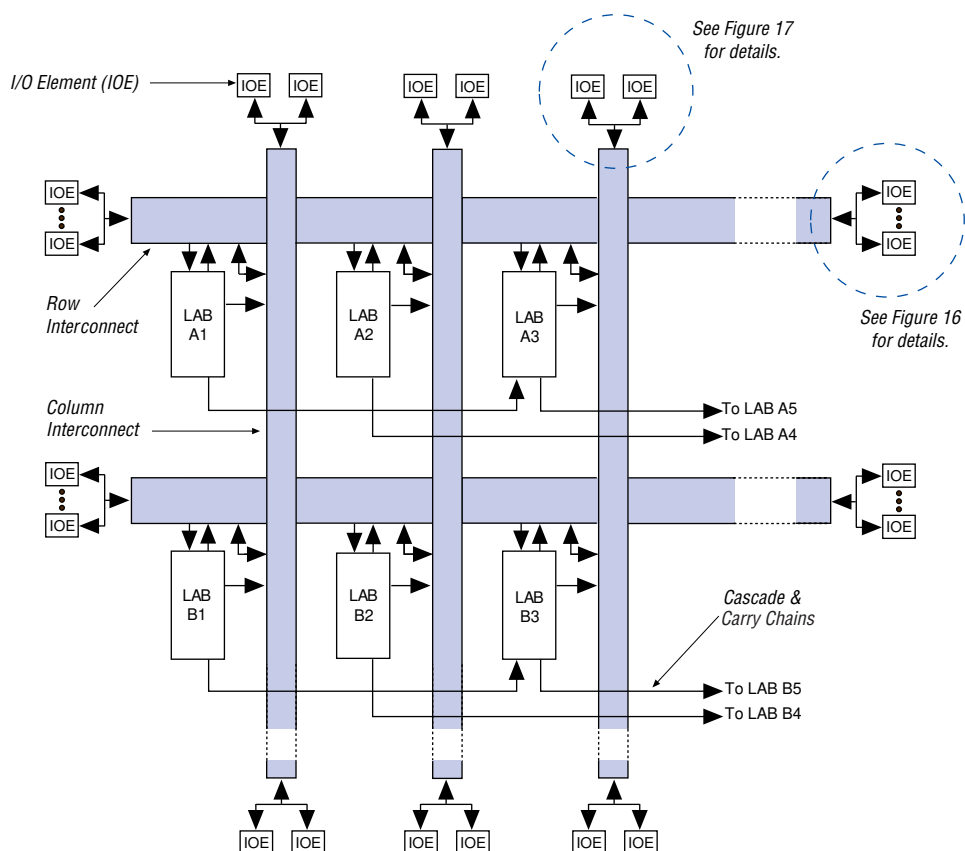 See Figure 17
for details.
I/O Element (IOE)
IOE
IOE
IOE
IOE
IOE
IOE
IOE
IOE
IOE
IOE
Row
Interconnect
LAB
A1
LAB
A2
LAB
A3
See Figure 16
for details.
Column
Interconnect
To LAB A5
To LAB A4
IOE
IOE
IOE
IOE
LAB
B1
LAB
B2
LAB
B3
Cascade &
Carry Chains
To LAB B5
To LAB B4
IOE
IOE
IOE
IOE
IOE
IOE